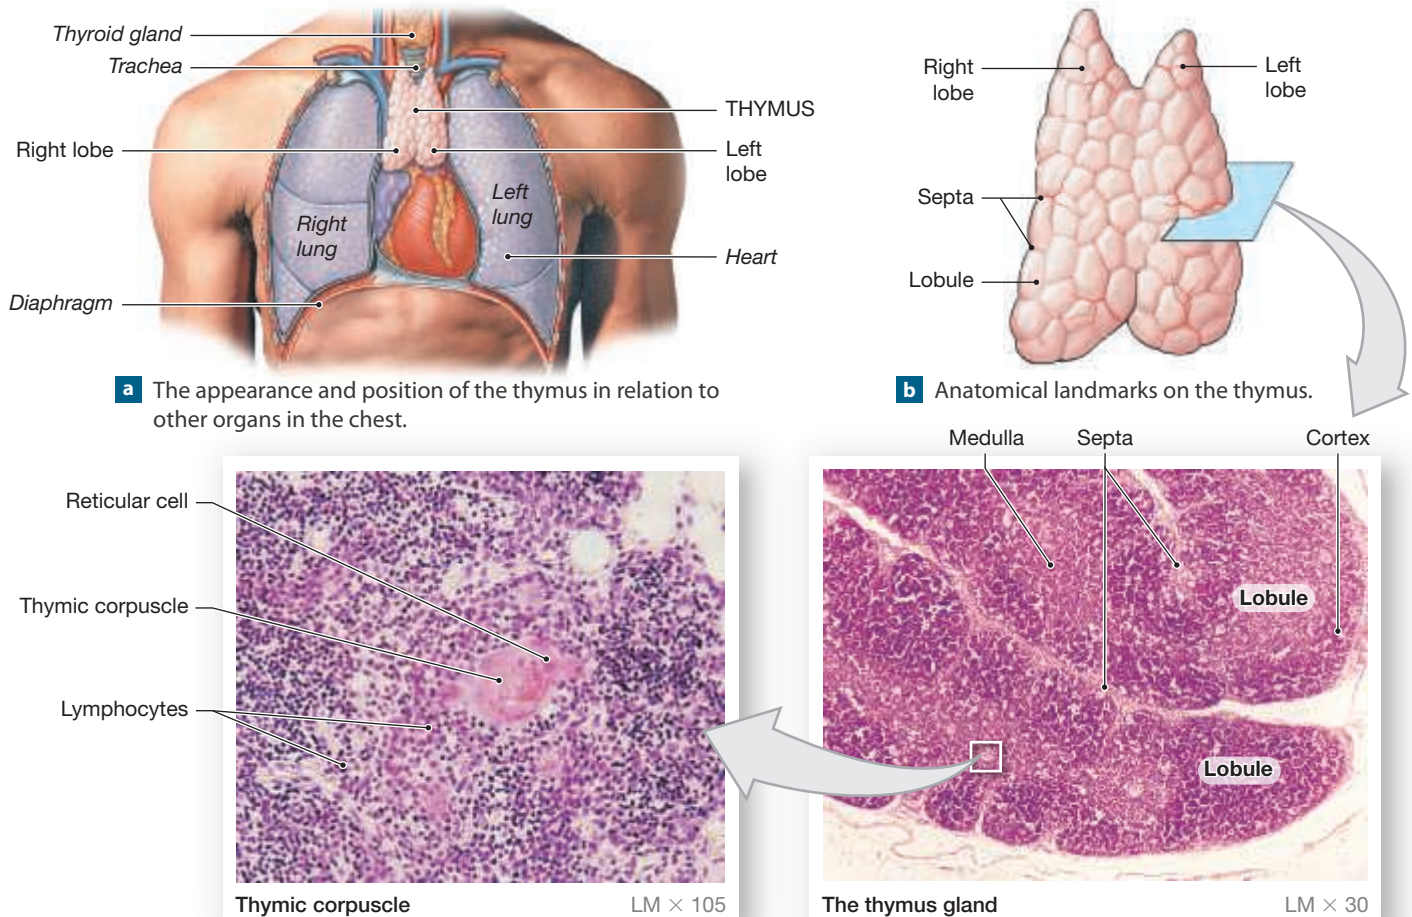 Thyroid gland
Trachea
THYMUS
Right lobe
Left
lobe
Left
lung
Right
lung
Heart
Diaphragm
a The appearance and position of the thymus in relation to
other organs in the chest.
Right
lobe
Left
lobe
Septa
Lobule
b Anatomical landmarks on the thymus.
Reticular cell
Thymic corpuscle
Lymphocytes
Thymic corpuscle LM × 105
Medulla Septa Cortex
Lobule
Lobule
The thymus gland LM × 30